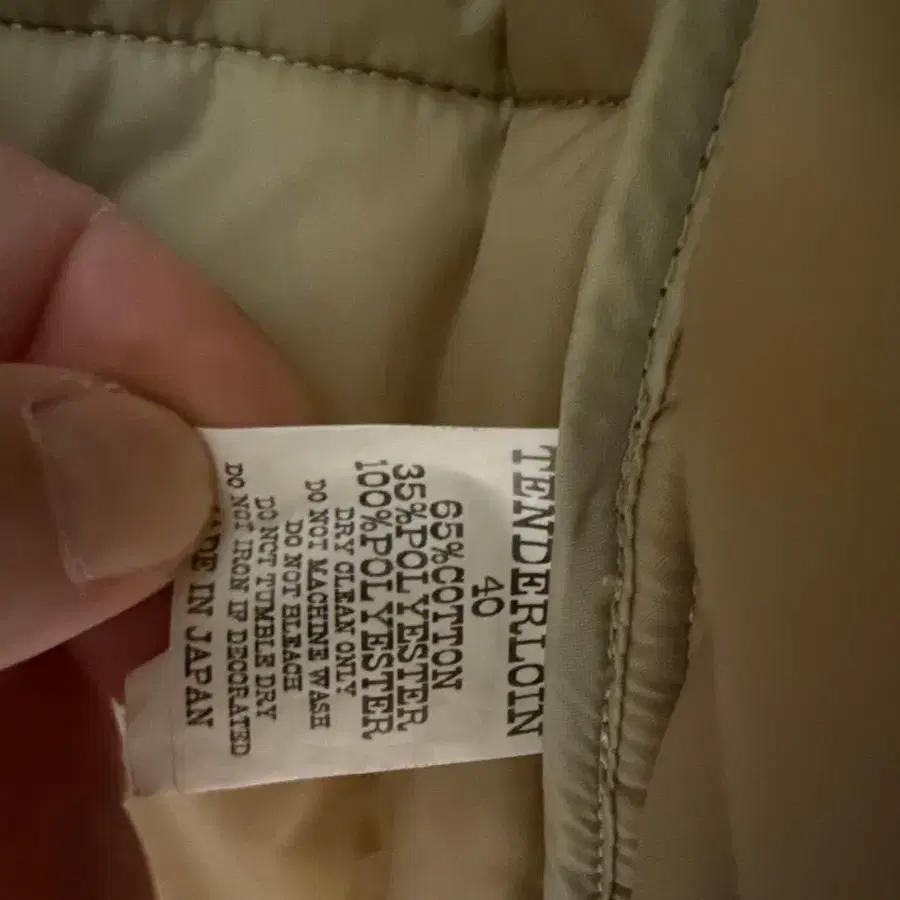 TENDERLOIN
40
65%COTTON
35%POLYESTER
100%POLYESTER
DRY CLEAN ONLY
DO NOT MACHINE WASH
DO NOT BLEACH
DO NOT TUMBLE DRY
DO NOT IRON IF DECORATED
MADE IN JAPAN